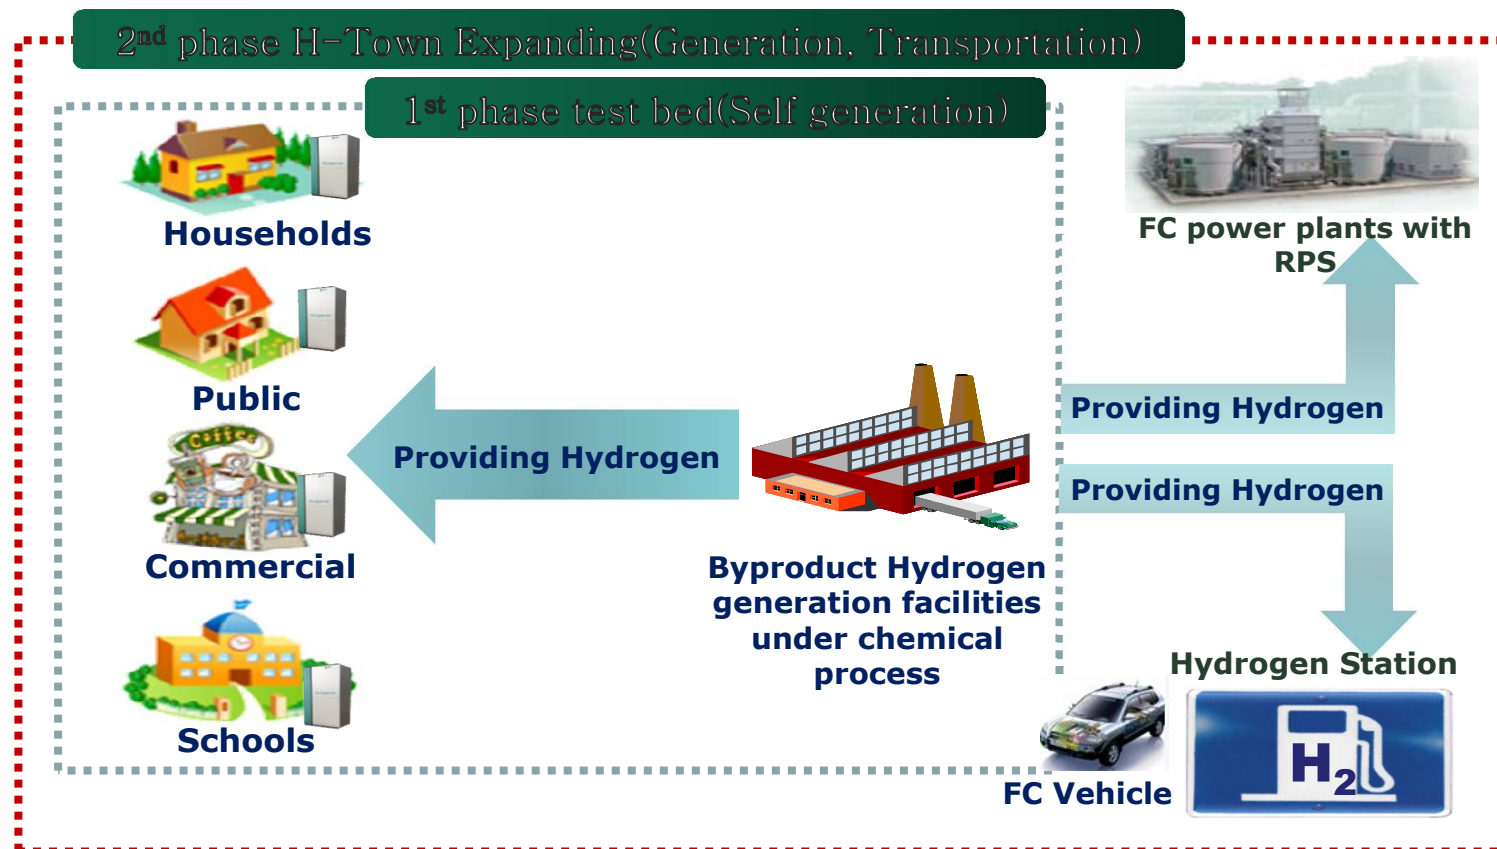 2nd phase H-Town Expanding(Generation, Transportation)
1st phase test bed(Self generation)
Households
Public
Coffee
Commercial
Schools
Providing Hydrogen
Byproduct Hydrogen
generation facilities
under chemical
process
FC power plants with
RPS
Providing Hydrogen
Providing Hydrogen
Hydrogen Station
H2
FC Vehicle